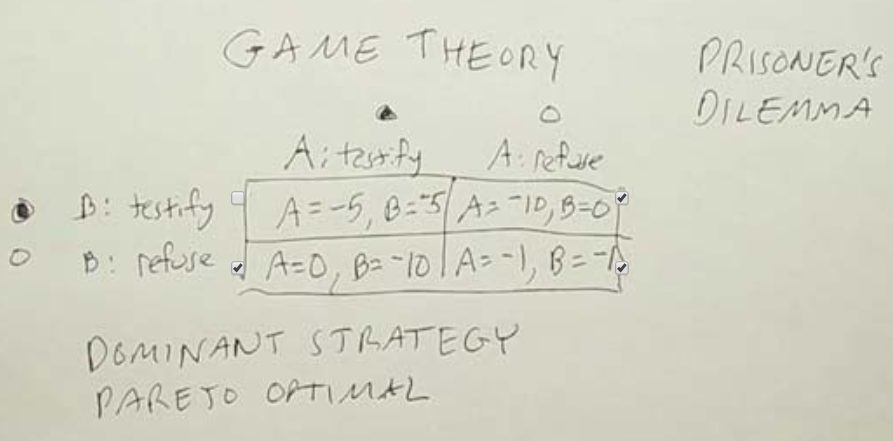 GAME THEORY
PRISONER'S
DILEMMA
A: testify A: refuse
B: testify A=-5, B=-5 A=-10, B=0
B: refuse A=0, B=-10 A=-1, B=-1
DOMINANT STRATEGY
PARETO OPTIMAL